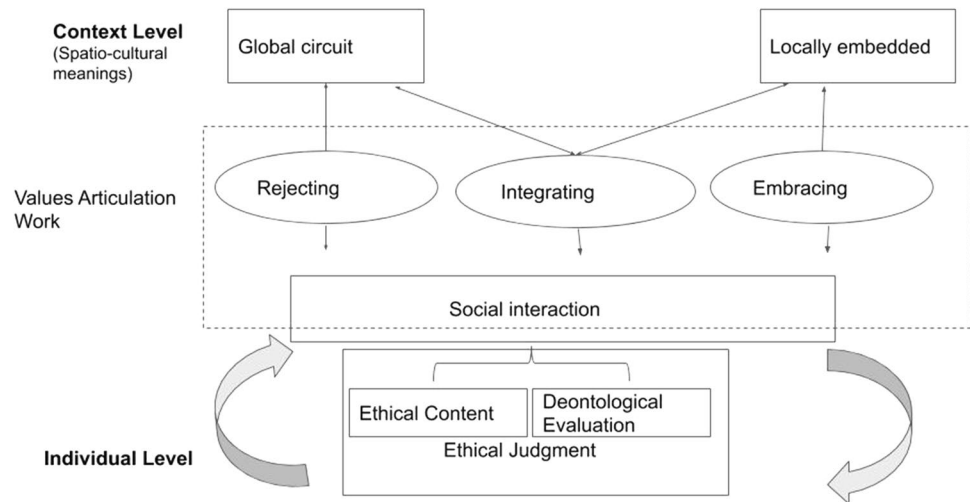 Context Level
(Spatio-cultural
meanings)
Global circuit
Locally embedded
Values Articulation
Work
Rejecting
Integrating
Embracing
Social interaction
Ethical Content
Deontological
Evaluation
Ethical Judgment
Individual Level